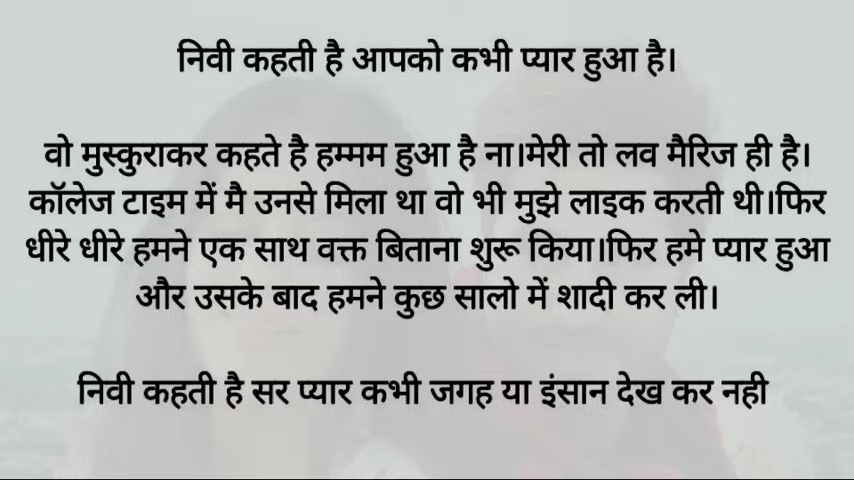 निवी कहती है आपको कभी प्यार हुआ है।
वो मुस्कुराकर कहते है हम्मम हुआ है ना।मेरी तो लव मैरिज ही है।
कॉलेज टाइम में मै उनसे मिला था वो भी मुझे लाइक करती थी।फिर
धीरे धीरे हमने एक साथ वक्त बिताना शुरू किया।फिर हमे प्यार हुआ
और उसके बाद हमने कुछ सालो में शादी कर ली।
निवी कहती है सर प्यार कभी जगह या इंसान देख कर नही